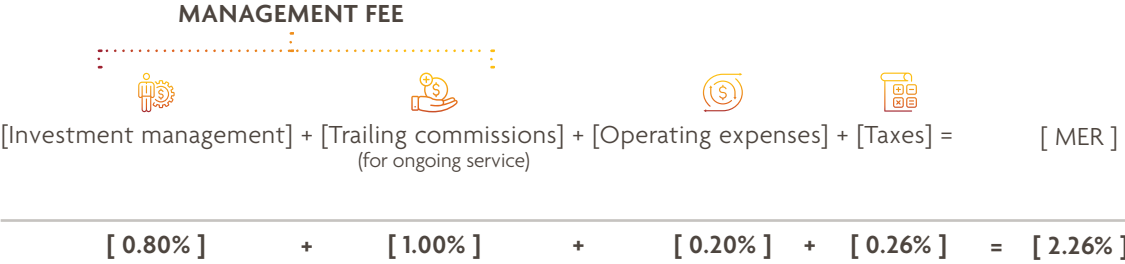 MANAGEMENT FEE
[Investment management] + [Trailing commissions] + [Operating expenses] + [Taxes] = [ MER ]
(for ongoing service)
[ 0.80% ] + [ 1.00% ] + [ 0.20% ] + [ 0.26% ] = [ 2.26% ]